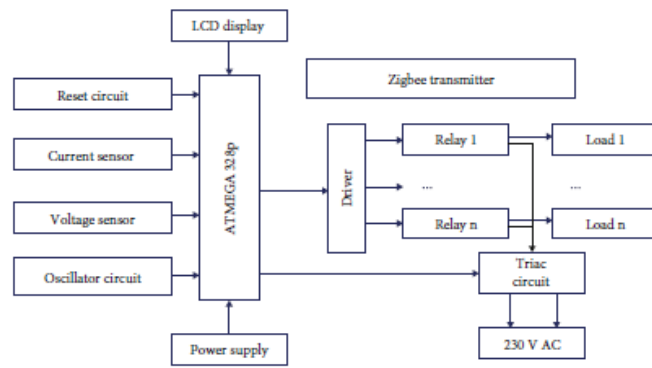 LCD display
Reset circuit
Zigbee transmitter
Current sensor
ATMEGA 328p
Driver
Relay 1
Load 1
...
...
Voltage sensor
Relay n
Load n
Oscillator circuit
Triac
circuit
Power supply
230 V AC